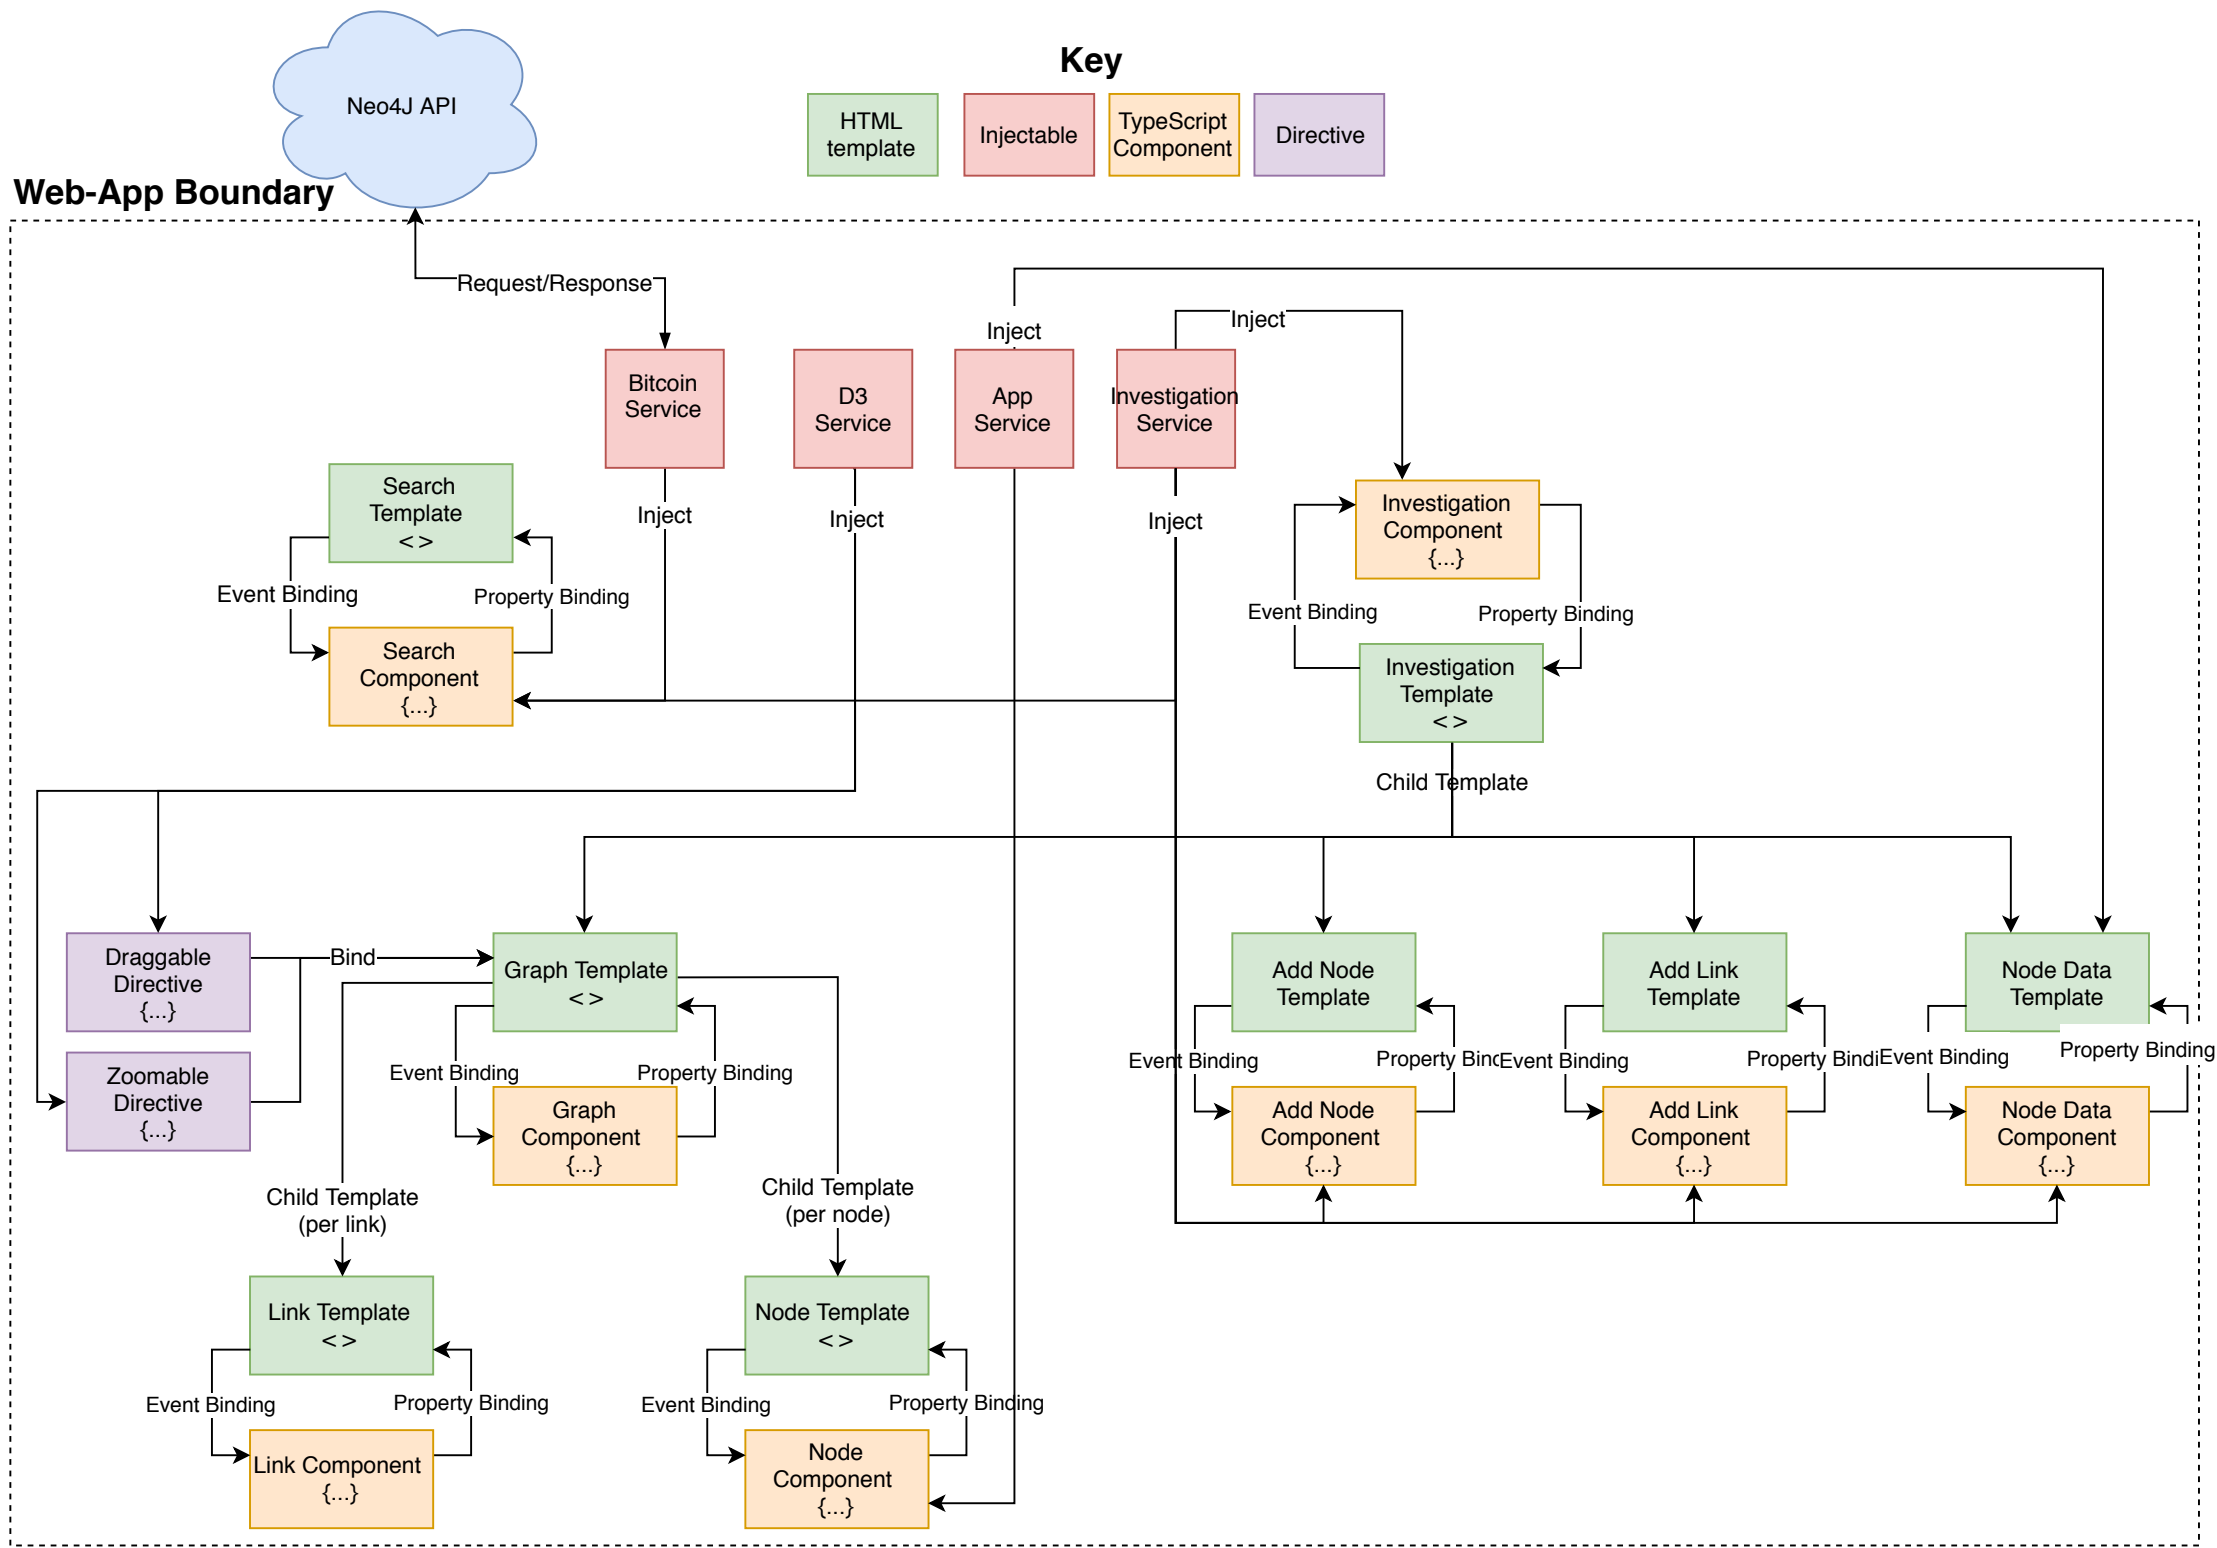 Key
Neo4J API
HTML
template
Injectable
TypeScript
Component
Directive
Web-App Boundary
Request/Response
Inject
Inject
Bitcoin
Service
D3
Service
App
Service
Investigation
Service
Search
Template
< >
Inject
Inject
Inject
Investigation
Component
{...}
Event Binding
Property Binding
Event Binding
Property Binding
Search
Component
{...}
Investigation
Template
< >
Child Template
Draggable
Directive
{...}
Bind
Graph Template
< >
Add Node
Template
Add Link
Template
Node Data
Template
Zoomable
Directive
{...}
Event Binding
Property Binding
Event Binding
Property Binc
Event Binding
Property Bindi
Event Binding
Property Binding
Graph
Component
{...}
Add Node
Component
{...}
Add Link
Component
{...}
Node Data
Component
{...}
Child Template
(per link)
Child Template
(per node)
Link Template
< >
Node Template
< >
Event Binding
Property Binding
Event Binding
Property Binding
Link Component
{...}
Node
Component
{...}